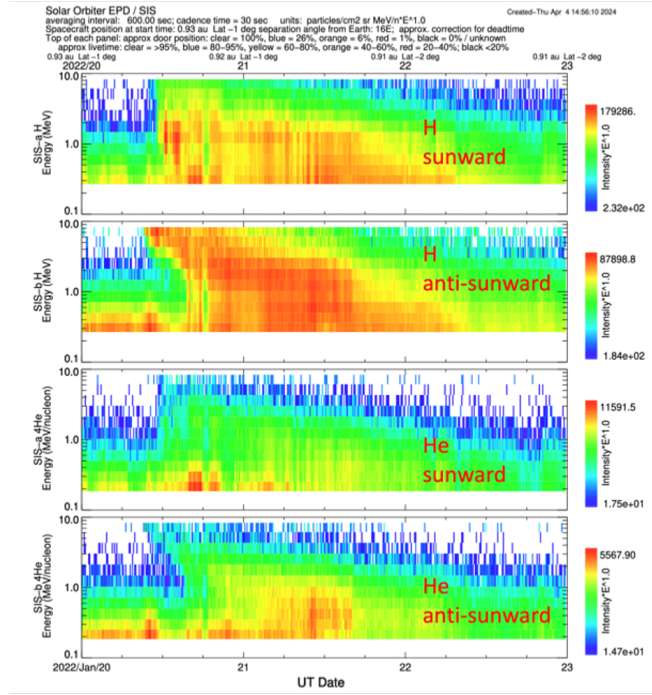 Solar Orbiter EPD / SIS
Created-Thu Apr 4 14:56:10 2024
averaging interval: 600.00 sec; cadence time = 30 sec units: particles/cm2 sr MeV/n*E^1.0
Spacecraft position at start time: 0.93 au Lat -1 deg separation angle from Earth: 16E; approx. correction for deadtime
Top of each panel: approx door position: clear = 100%, blue = 26%, orange = 6%, red = 1%, black = 0% / unknown
approx livetime: clear = >95%, blue = 80-95%, yellow = 60-80%, orange = 40-60%, red = 20-40%; black <20%
0.93 au Lat -1 deg 0.92 au Lat -1 deg 0.91 au Lat -2 deg 0.91 au Lat -2 deg
2022/20 21 22 23
SIS-a H
Energy (MeV)
10.0
1.0
0.1
H
sunward
179286.
Intensity*E^1.0
2.32e+02
SIS-b H
Energy (MeV)
10.0
1.0
0.1
H
anti-sunward
87898.8
Intensity*E^1.0
1.84e+02
SIS-a 4He
Energy (MeV/nucleon)
10.0
1.0
0.1
He
sunward
11591.5
Intensity*E^1.0
1.75e+01
SIS-b 4He
Energy (MeV/nucleon)
10.0
1.0
0.1
He
anti-sunward
5567.90
Intensity*E^1.0
1.47e+01
2022/Jan/20 21 22 23
UT Date